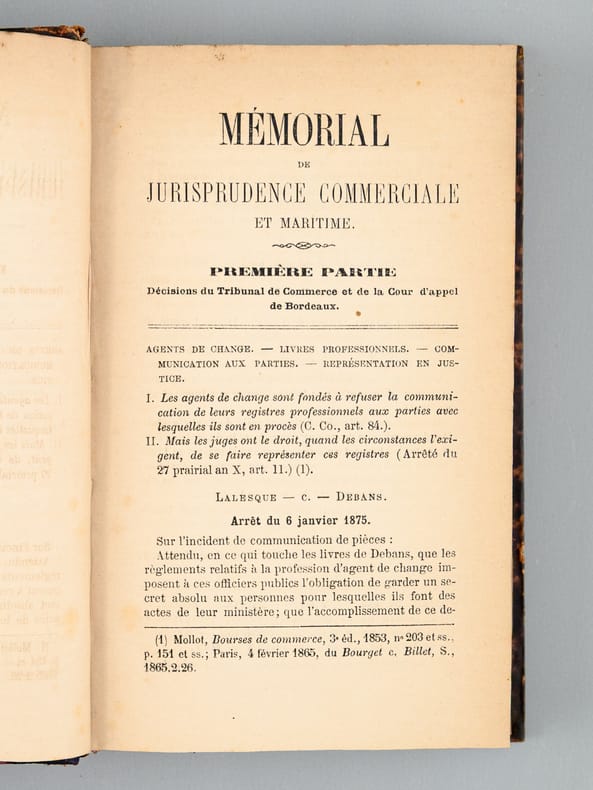 MÉMORIAL
DE
JURISPRUDENCE COMMERCIALE
ET MARITIME.
PREMIÈRE PARTIE
Décisions du Tribunal de Commerce et de la Cour d'appel
de Bordeaux.
AGENTS DE CHANGE. — LIVRES PROFESSIONNELS. — COM-
MUNICATION AUX PARTIES. — REPRÉSENTATION EN JUS-
TICE.
I. Les agents de change sont fondés à refuser la communi-
cation de leurs registres professionnels aux parties avec
lesquelles ils sont en procès (C. Co., art. 84.).
II. Mais les juges ont le droit, quand les circonstances l'exi-
gent, de se faire représenter ces registres (Arrêté du
27 prairial an X, art. 11.) (1).
LALESQUE — C. — DEBANS.
Arrêt du 6 janvier 1875.
Sur l'incident de communication de pièces :
Attendu, en ce qui touche les livres de Debans, que les
règlements relatifs à la profession d'agent de change im-
posent à ces officiers publics l'obligation de garder un se-
cret absolu aux personnes pour lesquelles ils font des
actes de leur ministère; que l'accomplissement de ce de-
(1) Mollot, Bourses de commerce, 3e éd., 1853, nos 203 et ss.,
p. 151 et ss.; Paris, 4 février 1865, du Bourget c. Billet, S.,
1865.2.26.